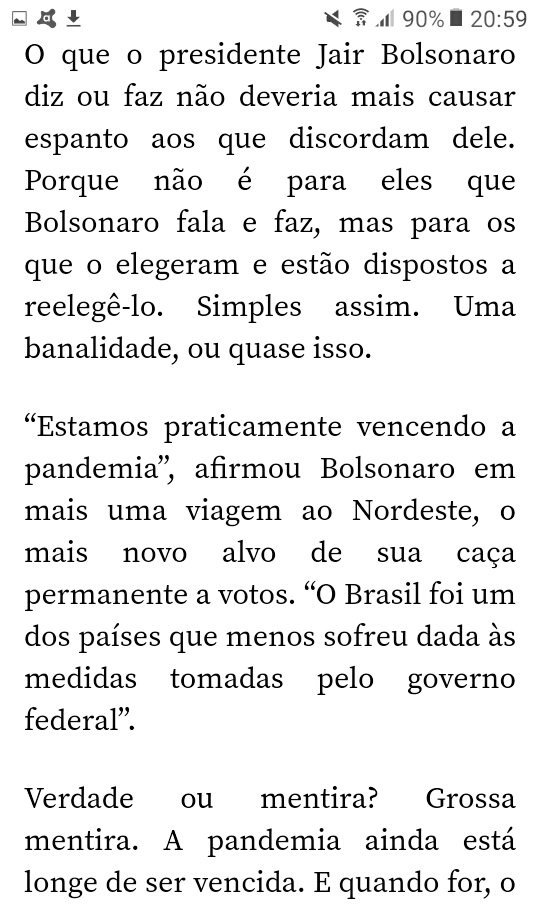 90% 20:59
O que o presidente Jair Bolsonaro
diz ou faz não deveria mais causar
espanto aos que discordam dele.
Porque não é para eles que
Bolsonaro fala e faz, mas para os
que o elegeram e estão dispostos a
reelegê-lo. Simples assim. Uma
banalidade, ou quase isso.
“Estamos praticamente vencendo a
pandemia”, afirmou Bolsonaro em
mais uma viagem ao Nordeste, o
mais novo alvo de sua caça
permanente a votos. “O Brasil foi um
dos países que menos sofreu dada às
medidas tomadas pelo governo
federal”.
Verdade ou mentira? Grossa
mentira. A pandemia ainda está
longe de ser vencida. E quando for, o